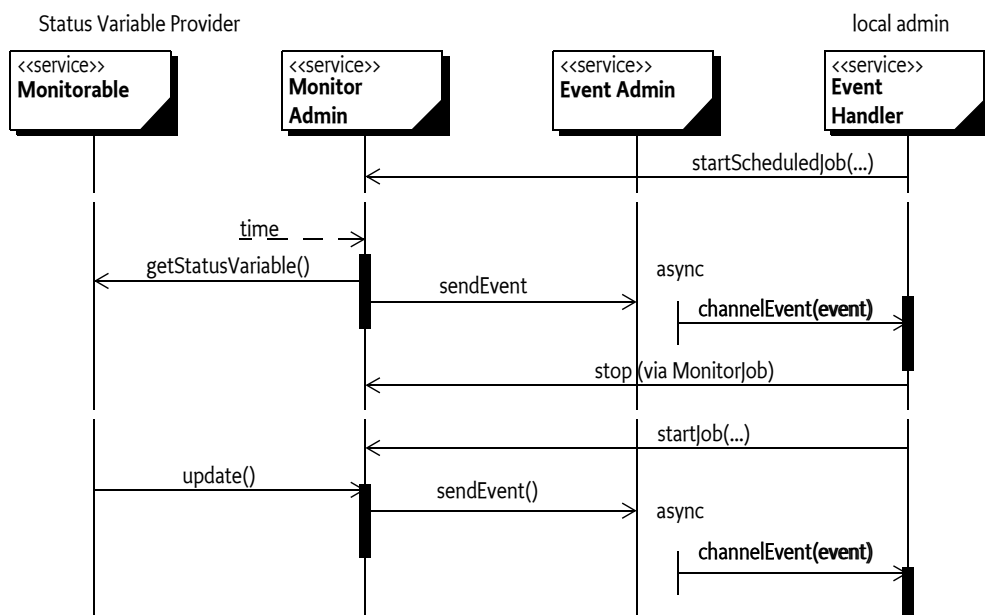 Status Variable Provider
local admin
<<service>>
Monitorable
<<service>>
Monitor
Admin
<<service>>
Event Admin
<<service>>
Event
Handler
startScheduledJob(...)
time
getStatusVariable()
sendEvent
async
channelEvent(event)
stop (via MonitorJob)
startJob(...)
update()
sendEvent()
async
channelEvent(event)